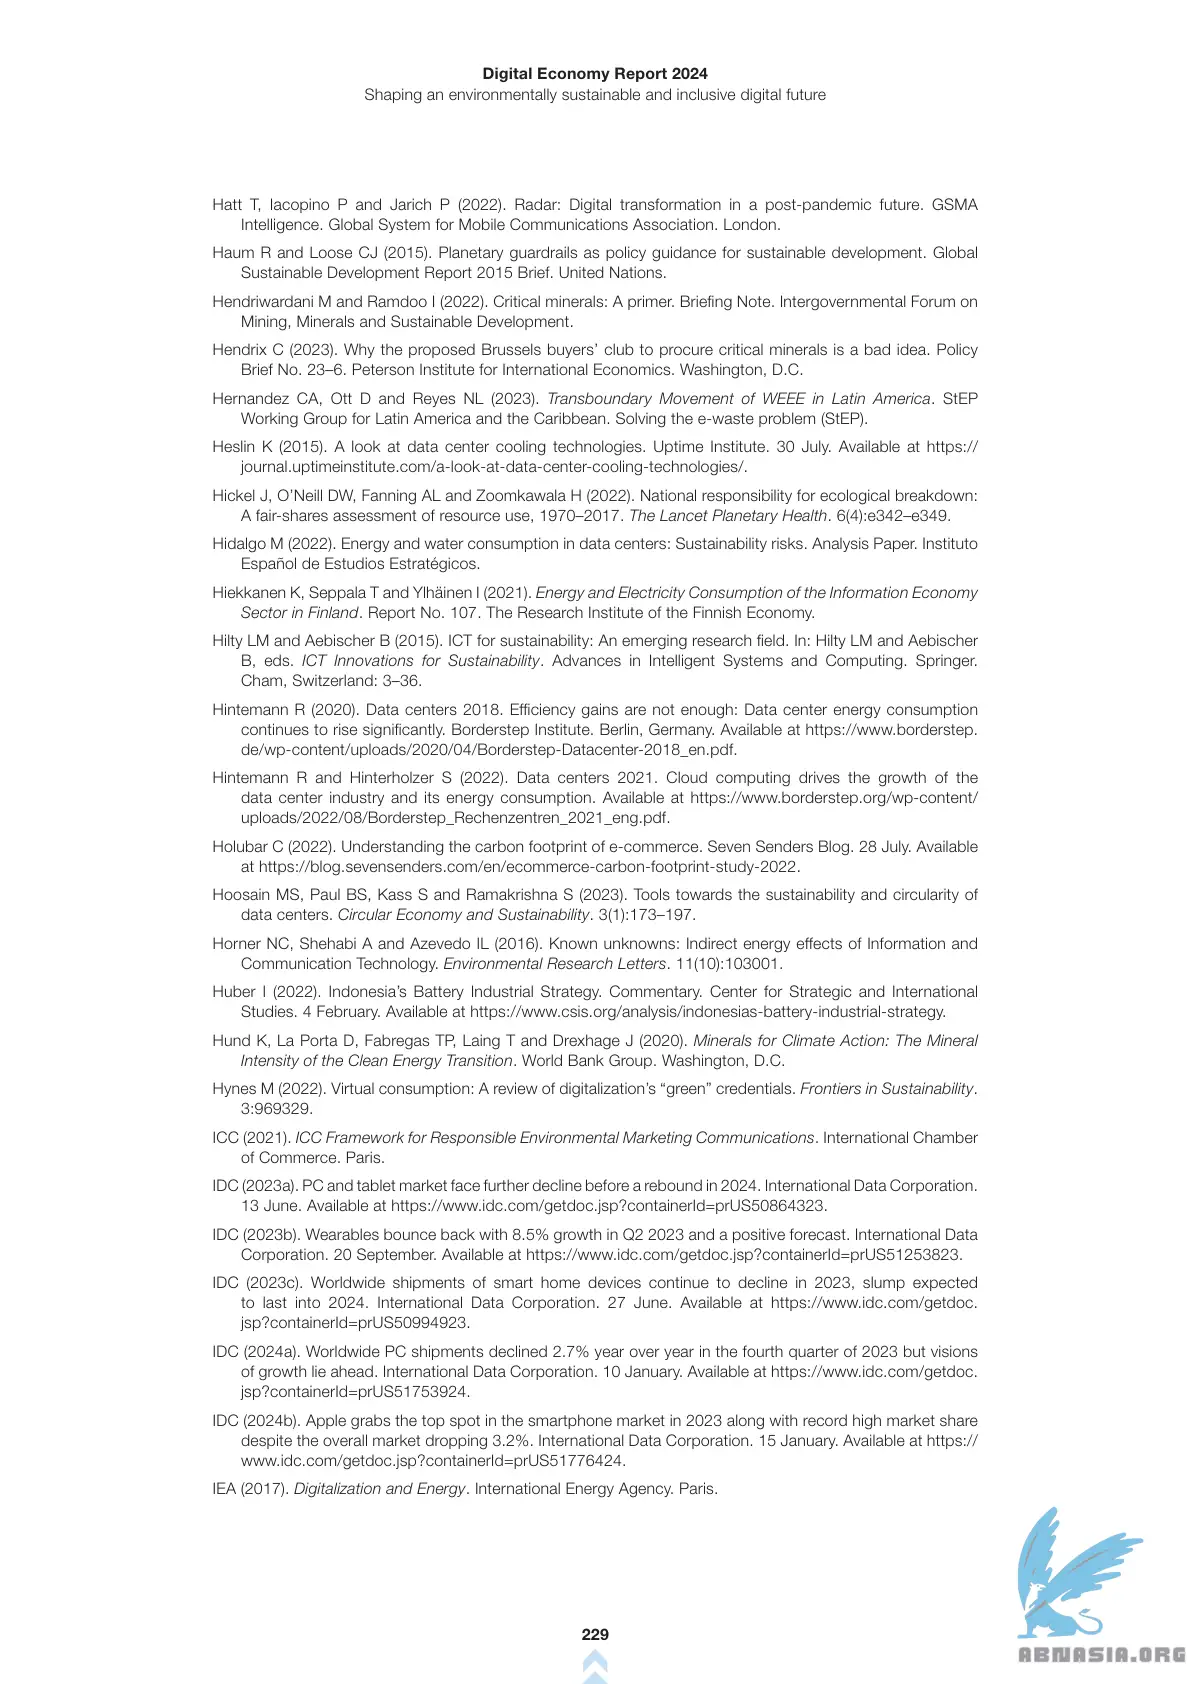 Digital Economy Report 2024
Shaping an environmentally sustainable and inclusive digital future
Hatt T, Iacopino P and Jarich P (2022). Radar: Digital transformation in a post-pandemic future. GSMA
Intelligence. Global System for Mobile Communications Association. London.
Haum R and Loose CJ (2015). Planetary guardrails as policy guidance for sustainable development. Global
Sustainable Development Report 2015 Brief. United Nations.
Hendriwardani M and Ramdoo I (2022). Critical minerals: A primer. Briefing Note. Intergovernmental Forum on
Mining, Minerals and Sustainable Development.
Hendrix C (2023). Why the proposed Brussels buyers’ club to procure critical minerals is a bad idea. Policy
Brief No. 23–6. Peterson Institute for International Economics. Washington, D.C.
Hernandez CA, Ott D and Reyes NL (2023). Transboundary Movement of WEEE in Latin America. StEP
Working Group for Latin America and the Caribbean. Solving the e-waste problem (StEP).
Heslin K (2015). A look at data center cooling technologies. Uptime Institute. 30 July. Available at https://
journal.uptimeinstitute.com/a-look-at-data-center-cooling-technologies/.
Hickel J, O’Neill DW, Fanning AL and Zoomkawala H (2022). National responsibility for ecological breakdown:
A fair-shares assessment of resource use, 1970–2017. The Lancet Planetary Health. 6(4):e342–e349.
Hidalgo M (2022). Energy and water consumption in data centers: Sustainability risks. Analysis Paper. Instituto
Español de Estudios Estratégicos.
Hiekkanen K, Seppala T and Ylhäinen I (2021). Energy and Electricity Consumption of the Information Economy
Sector in Finland. Report No. 107. The Research Institute of the Finnish Economy.
Hilty LM and Aebischer B (2015). ICT for sustainability: An emerging research field. In: Hilty LM and Aebischer
B, eds. ICT Innovations for Sustainability. Advances in Intelligent Systems and Computing. Springer.
Cham, Switzerland: 3–36.
Hintemann R (2020). Data centers 2018. Efficiency gains are not enough: Data center energy consumption
continues to rise significantly. Borderstep Institute. Berlin, Germany. Available at https://www.borderstep.
de/wp-content/uploads/2020/04/Borderstep-Datacenter-2018_en.pdf.
Hintemann R and Hinterholzer S (2022). Data centers 2021. Cloud computing drives the growth of the
data center industry and its energy consumption. Available at https://www.borderstep.org/wp-content/
uploads/2022/08/Borderstep_Rechenzentren_2021_eng.pdf.
Holubar C (2022). Understanding the carbon footprint of e-commerce. Seven Senders Blog. 28 July. Available
at https://blog.sevensenders.com/en/ecommerce-carbon-footprint-study-2022.
Hoosain MS, Paul BS, Kass S and Ramakrishna S (2023). Tools towards the sustainability and circularity of
data centers. Circular Economy and Sustainability. 3(1):173–197.
Horner NC, Shehabi A and Azevedo IL (2016). Known unknowns: Indirect energy effects of Information and
Communication Technology. Environmental Research Letters. 11(10):103001.
Huber I (2022). Indonesia’s Battery Industrial Strategy. Commentary. Center for Strategic and International
Studies. 4 February. Available at https://www.csis.org/analysis/indonesias-battery-industrial-strategy.
Hund K, La Porta D, Fabregas TP, Laing T and Drexhage J (2020). Minerals for Climate Action: The Mineral
Intensity of the Clean Energy Transition. World Bank Group. Washington, D.C.
Hynes M (2022). Virtual consumption: A review of digitalization’s “green” credentials. Frontiers in Sustainability.
3:969329.
ICC (2021). ICC Framework for Responsible Environmental Marketing Communications. International Chamber
of Commerce. Paris.
IDC (2023a). PC and tablet market face further decline before a rebound in 2024. International Data Corporation.
13 June. Available at https://www.idc.com/getdoc.jsp?containerId=prUS50864323.
IDC (2023b). Wearables bounce back with 8.5% growth in Q2 2023 and a positive forecast. International Data
Corporation. 20 September. Available at https://www.idc.com/getdoc.jsp?containerId=prUS51253823.
IDC (2023c). Worldwide shipments of smart home devices continue to decline in 2023, slump expected
to last into 2024. International Data Corporation. 27 June. Available at https://www.idc.com/getdoc.
jsp?containerId=prUS50994923.
IDC (2024a). Worldwide PC shipments declined 2.7% year over year in the fourth quarter of 2023 but visions
of growth lie ahead. International Data Corporation. 10 January. Available at https://www.idc.com/getdoc.
jsp?containerId=prUS51753924.
IDC (2024b). Apple grabs the top spot in the smartphone market in 2023 along with record high market share
despite the overall market dropping 3.2%. International Data Corporation. 15 January. Available at https://
www.idc.com/getdoc.jsp?containerId=prUS51776424.
IEA (2017). Digitalization and Energy. International Energy Agency. Paris.
229
ABNASIA.ORG